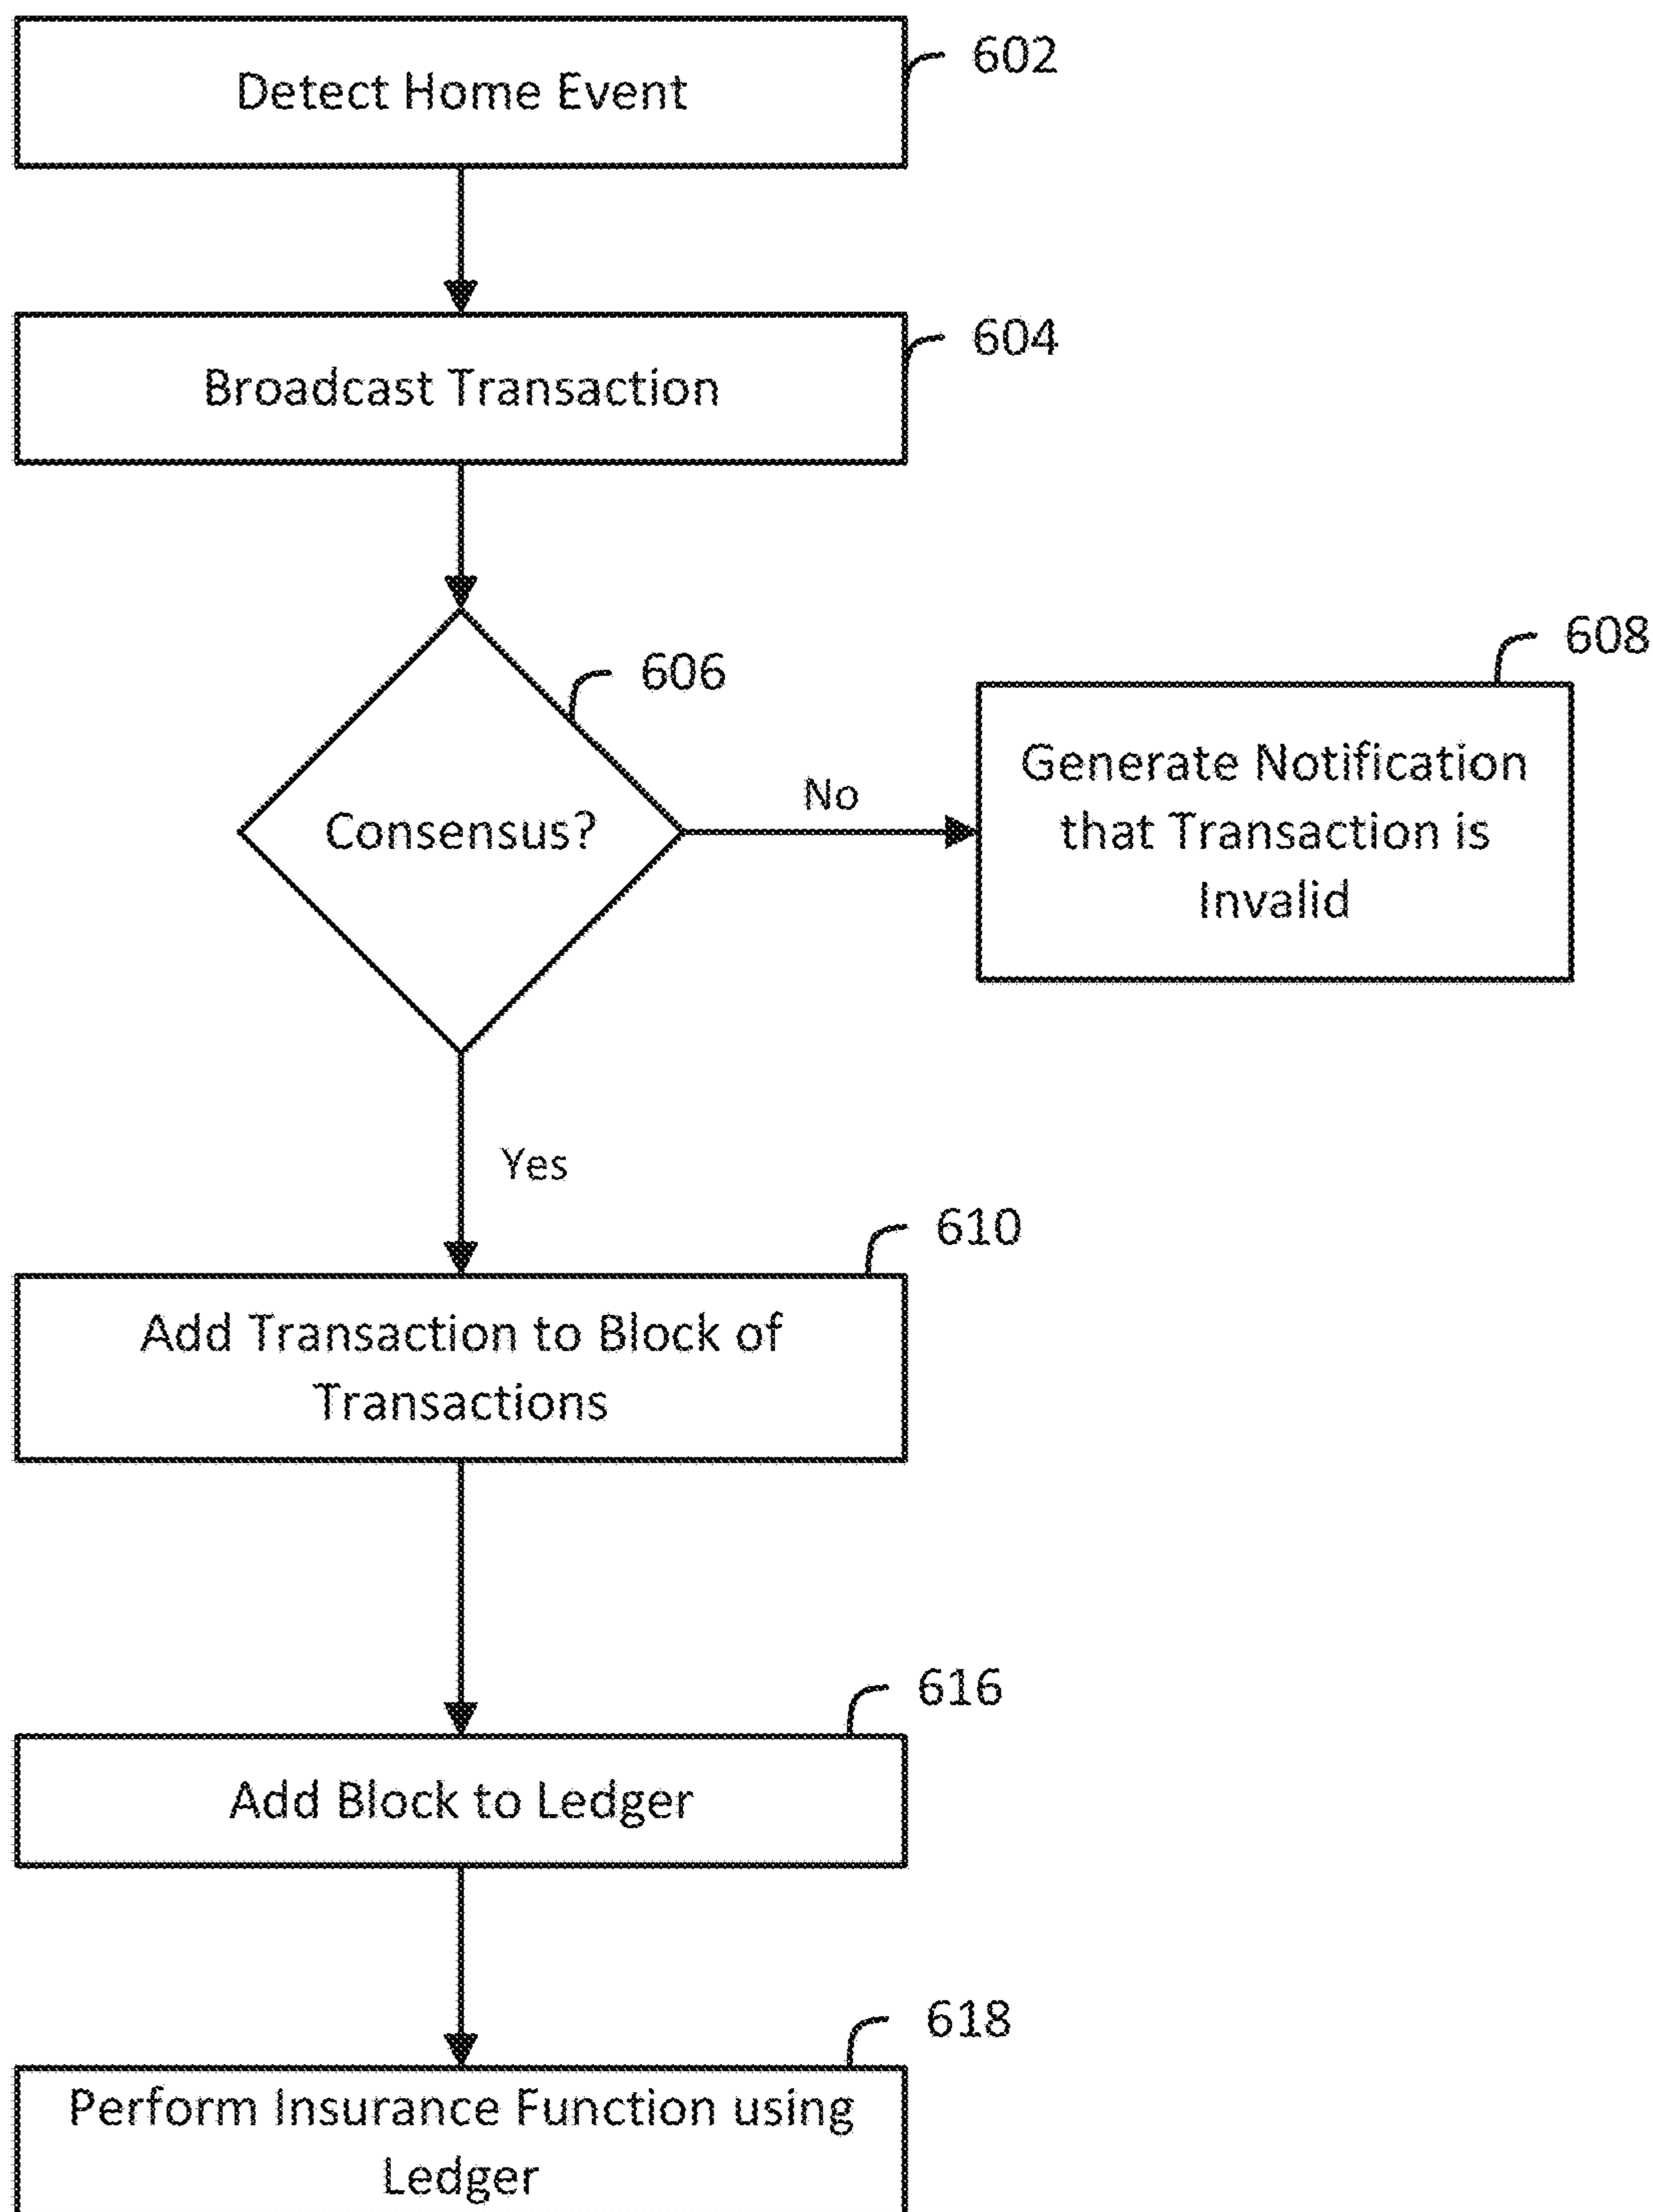 602
Detect Home Event
604
Broadcast Transaction
606
Consensus?
No
608
Generate Notification
that Transaction is
Invalid
Yes
610
Add Transaction to Block of
Transactions
616
Add Block to Ledger
618
Perform Insurance Function using
Ledger